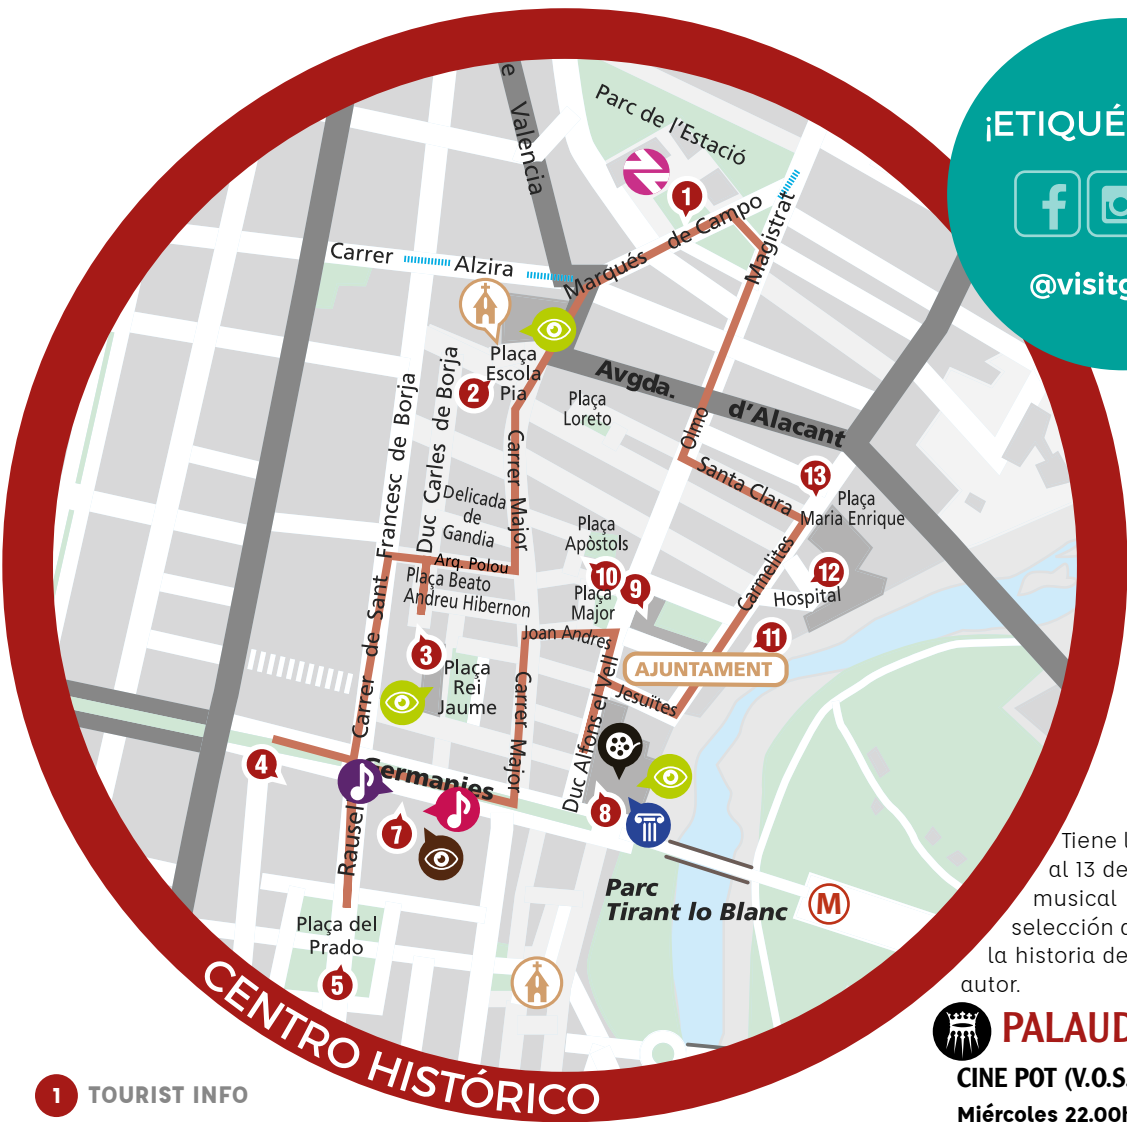 e Valencia
Parc de l'Estació
¡ETIQUÉ
1
@visitg
Carrer Alzira
Marqués de Campo
Magistrat
Plaça
Escola
Pia
2
Avgda. d'Alacant
Plaça
Loreto
Olmo
Santa Clara
13
Plaça
Maria Enrique
Carrer de Sant Francesc de Borja
Duc Carles de Borja
Carrer Major
Delicada
de
Gandia
Arq. Polou
Plaça Beato
Andreu Hibernon
Plaça
Apòstols
10
9
Plaça
Major
Carmelites
12
Hospital
11
Joan Andres
AJUNTAMENT
Jesuïtes
3
Plaça
Rei
Jaume
Carrer Major
Duc Alfons el Vell
4
Germanies
7
8
Rausel
Parc
Tirant lo Blanc
M
Plaça del
Prado
5
CENTRO HISTÓRICO
1 TOURIST INFO
Tiene l
al 13 de
musical
selección d
la historia de
autor.
PALAUD
CINE POT (V.O.S.
Miércoles 22.00h